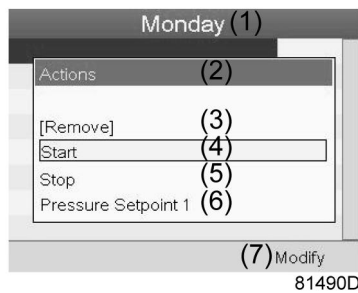 Monday (1)
Actions (2)
[Remove] (3)
Start (4)
Stop (5)
Pressure Setpoint 1 (6)
(7) Modify
81490D